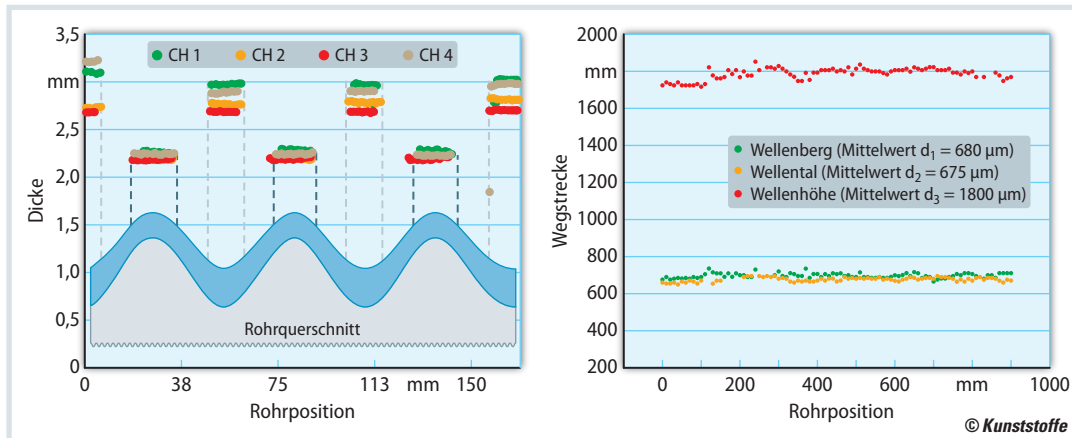 3,5
mm
2,5
2,0
1,5
1,0
0,5
0
Dicke
CH 1 CH 2 CH 3 CH 4
Rohrquerschnitt
0 38 75 113 mm 150
Rohrposition
2000
µm
1600
1400
1200
1000
800
600
400
200
Wegstrecke
Wellenberg (Mittelwert d₁ = 680 µm)
Wellental (Mittelwert d₂ = 675 µm)
Wellenhöhe (Mittelwert d₃ = 1800 µm)
0 200 400 600 mm 1000
Rohrposition
© Kunststoffe